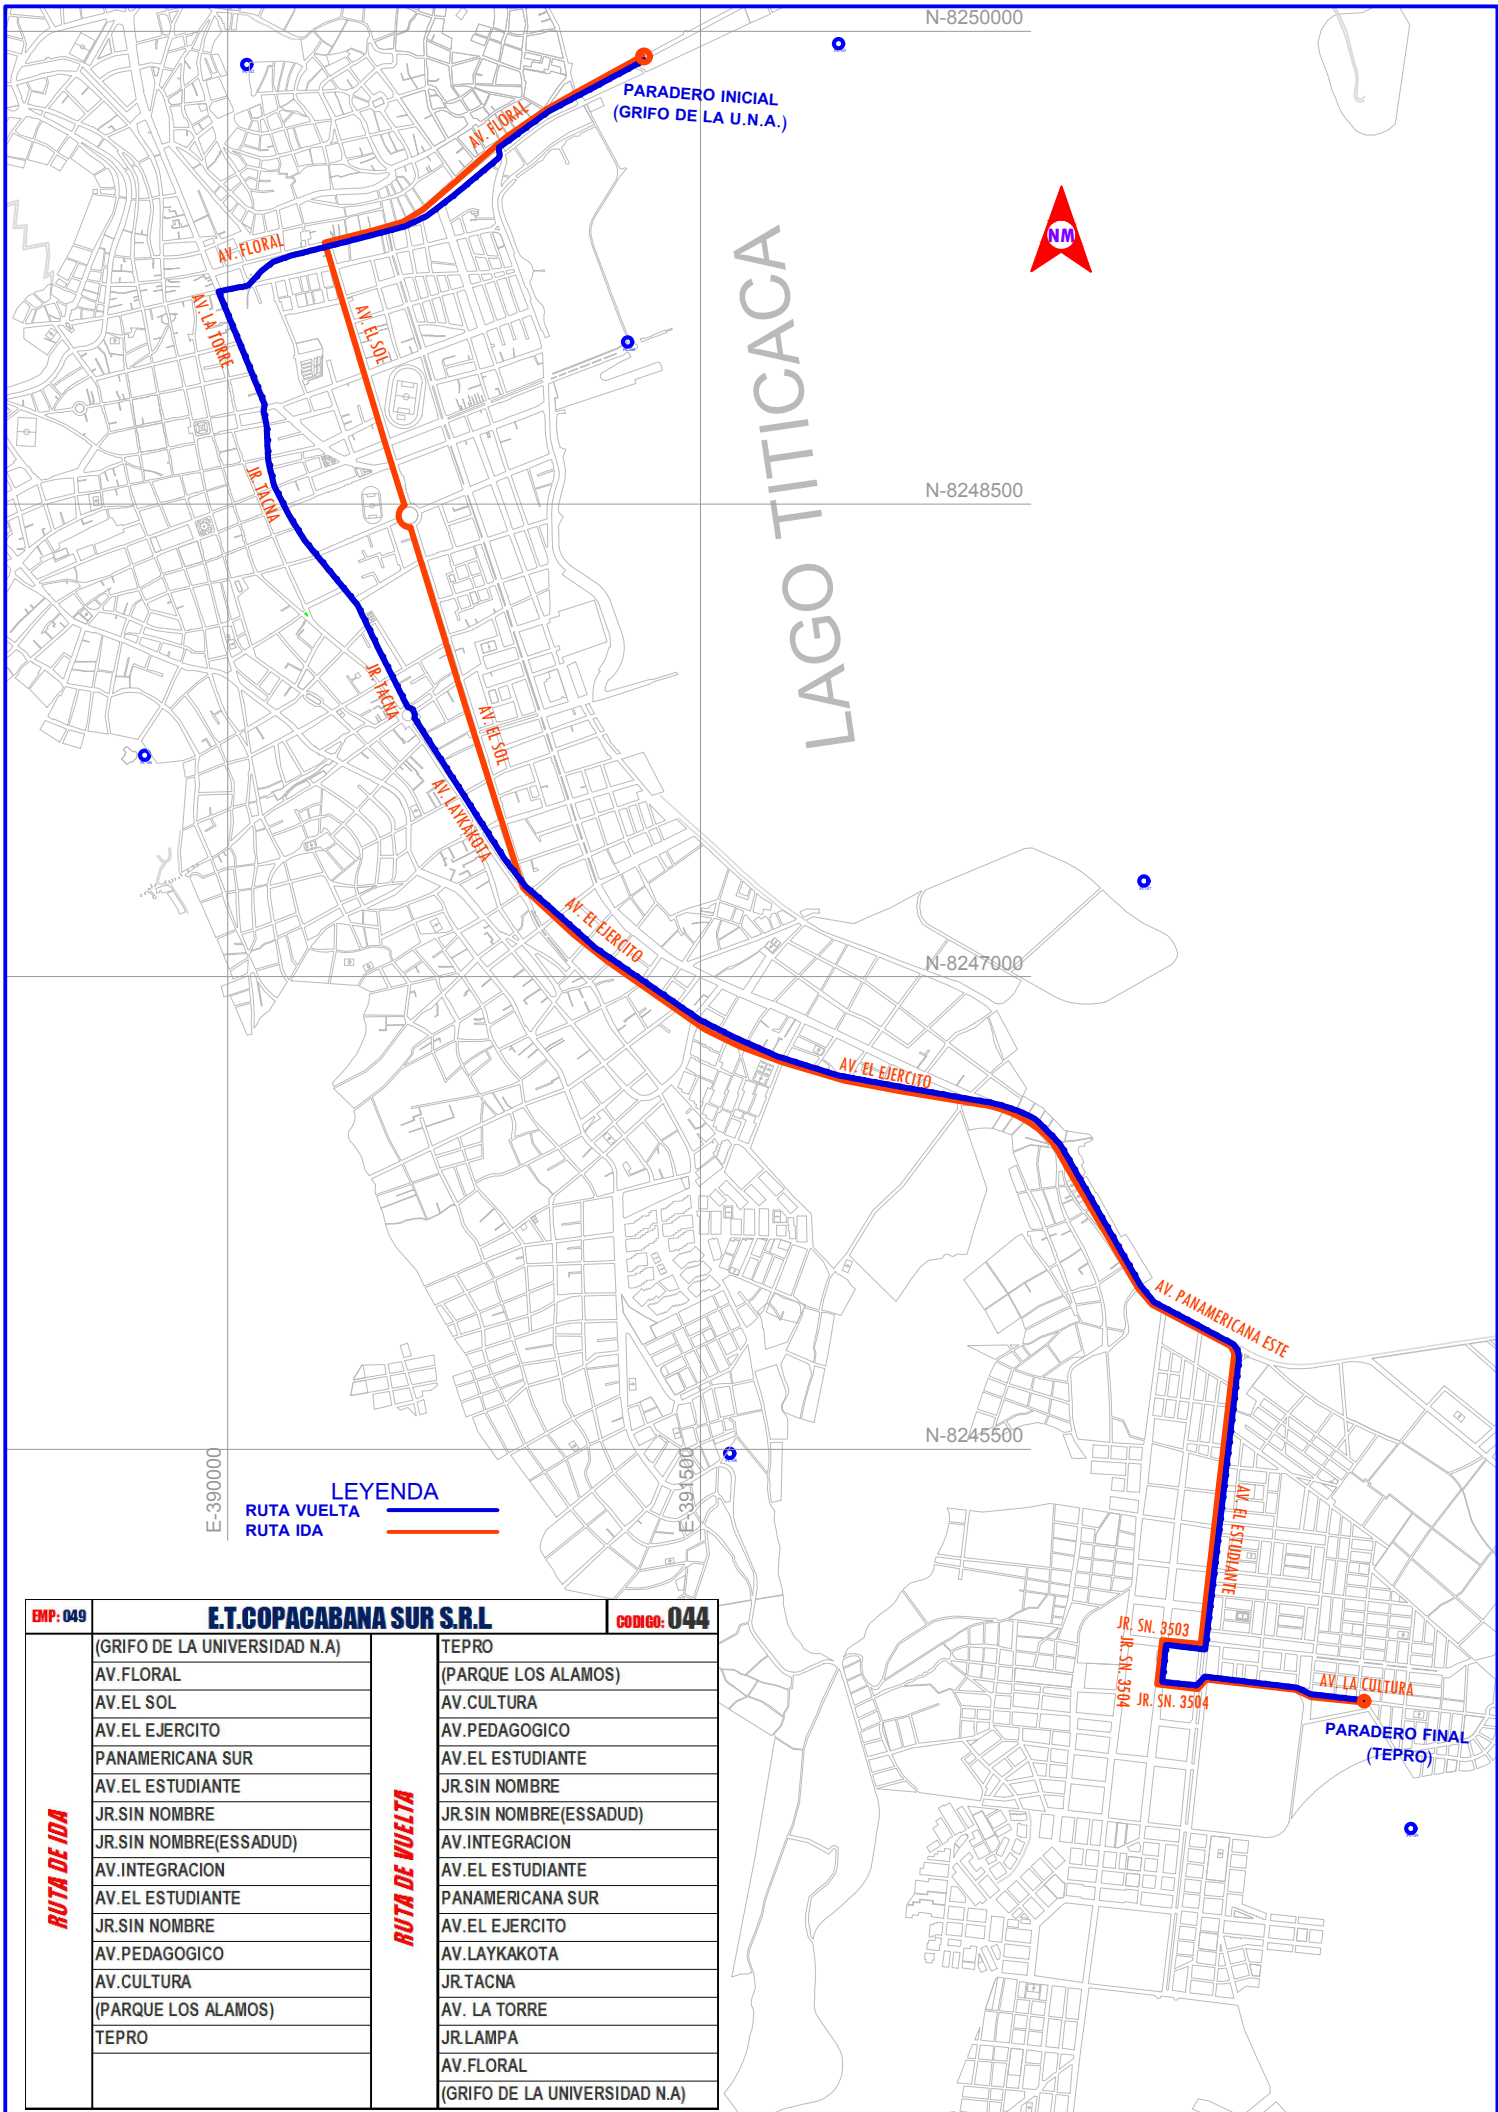 N-8250000
PARADERO INICIAL
(GRIFO DE LA U.N.A.)
AV. FLORAL
NM
AV. FLORAL
AV. LA TORRE
AV. EL SOL
LAGO TITICACA
JR. TACNA
N-8248500
JR. TACNA
AV. EL SOL
AV. LAYKAKOTA
AV. EL EJERCITO
N-8247000
AV. EL EJERCITO
AV. PANAMERICANA ESTE
N-8245500
E-390000
E-391500
LEYENDA
RUTA VUELTA
RUTA IDA
AV. EL ESTUDIANTE
JR. SN. 3503
JR. SN. 3504
JR. SN. 3504
AV. LA CULTURA
PARADERO FINAL
(TEPRO)
EMP: 049
E.T.COPACABANA SUR S.R.L
CODIGO: 044
RUTA DE IDA
(GRIFO DE LA UNIVERSIDAD N.A)
AV.FLORAL
AV.EL SOL
AV.EL EJERCITO
PANAMERICANA SUR
AV.EL ESTUDIANTE
JR.SIN NOMBRE
JR.SIN NOMBRE(ESSADUD)
AV.INTEGRACION
AV.EL ESTUDIANTE
JR.SIN NOMBRE
AV.PEDAGOGICO
AV.CULTURA
(PARQUE LOS ALAMOS)
TEPRO
RUTA DE VUELTA
TEPRO
(PARQUE LOS ALAMOS)
AV.CULTURA
AV.PEDAGOGICO
AV.EL ESTUDIANTE
JR.SIN NOMBRE
JR.SIN NOMBRE(ESSADUD)
AV.INTEGRACION
AV.EL ESTUDIANTE
PANAMERICANA SUR
AV.EL EJERCITO
AV.LAYKAKOTA
JR.TACNA
AV. LA TORRE
JR.LAMPA
AV.FLORAL
(GRIFO DE LA UNIVERSIDAD N.A)